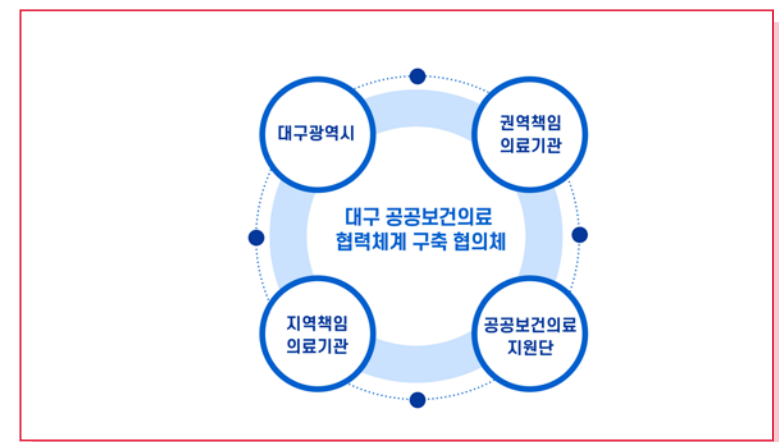 대구광역시
권역책임
의료기관
대구 공공보건의료
협력체계 구축 협의체
지역책임
의료기관
공공보건의료
지원단